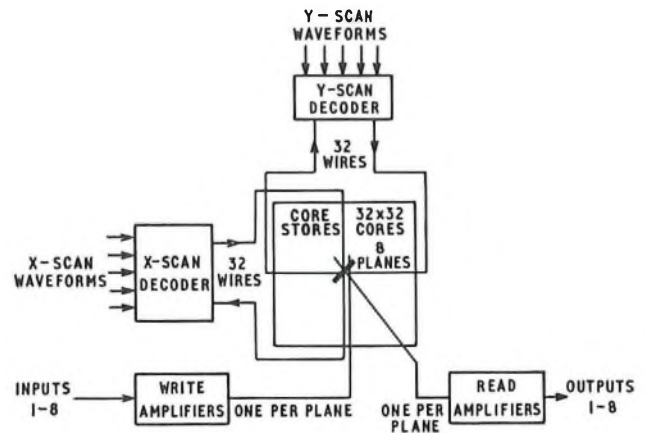 Y-SCAN
WAVEFORMS
Y-SCAN
DECODER
32
WIRES
CORE
STORES
32x32
CORES
8
PLANES
X-SCAN
WAVEFORMS
X-SCAN
DECODER
32
WIRES
INPUTS
1-8
WRITE
AMPLIFIERS
ONE PER PLANE
ONE PER
PLANE
READ
AMPLIFIERS
OUTPUTS
1-8